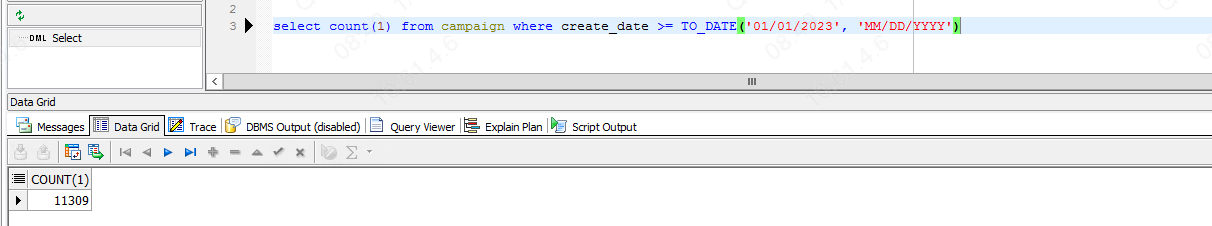 2
3 select count(1) from campaign where create_date >= TO_DATE('01/01/2023', 'MM/DD/YYYY')
DML Select
Data Grid
Messages Data Grid Trace DBMS Output (disabled) Query Viewer Explain Plan Script Output
COUNT(1)
11309